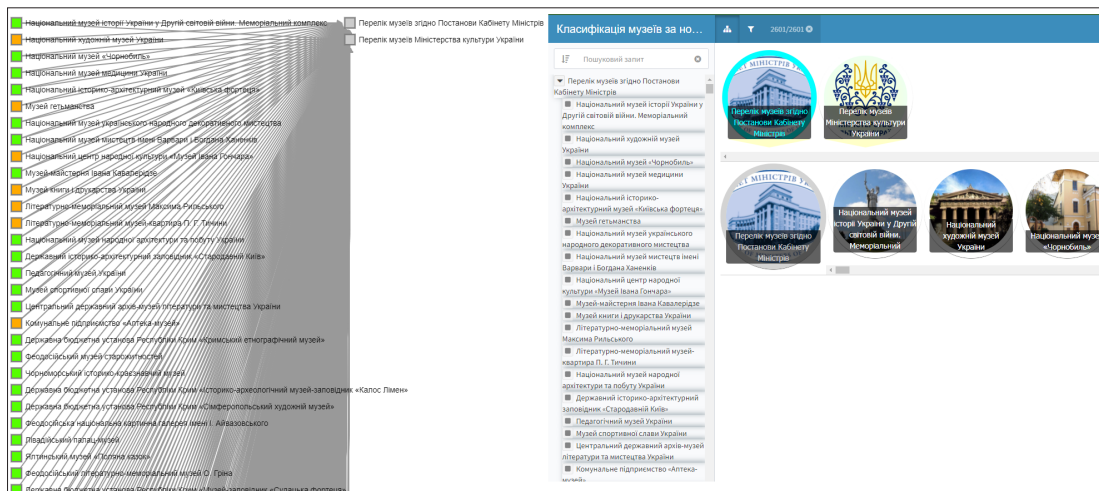 Національний музей історії України у Другій світовій війни. Меморіальний комплекс
Національний художній музей України
Національний музей «Чорнобиль»
Національний музей медицини України
Національний історико-архітектурний музей «Київська фортеця»
Музей гетьманства
Національний музей українського народного декоративного мистецтва
Національний музей мистецтв імені Варвари і Богдана Ханенків
Національний центр народної культури «Музей Івана Гончара»
Музей-майстерня Івана Кавалерідзе
Музей книги і друкарства України
Літературно-меморіальний музей Максима Рильського
Літературно-меморіальний музей-квартира П. Г. Тичини
Національний музей народної архітектури та побуту України
Державний історико-архітектурний заповідник «Стародавній Київ»
Педагогічний музей України
Музей спортивної слави України
Центральний державний архів-музей літератури та мистецтва України
Комунальне підприємство «Аптека-музей»
Державна бюджетна установа Республіки Крим «Кримський етнографічний музей»
Феодосійський музей старожитностей
Чорноморський історико-краєзнавчий музей
Державна бюджетна установа Республіки Крим «Історико-археологічний музей-заповідник «Калос Лімен»
Державна бюджетна установа Республіки Крим «Сімферопольський художній музей»
Феодосійська національна картинна галерея імені І. Айвазовського
Лівадійський палац-музей
Ялтинський музей «Поляна казок»
Феодосійський літературно-меморіальний музей О. Гріна
Державна бюджетна установа Республіки Крим «Музей-заповідник «Судацька фортеця»
Перелік музеїв згідно Постанови Кабінету Міністрів
Перелік музеїв Міністерства культури України
Класифікація музеїв за но...
2601/2601
Пошуковий запит
Перелік музеїв згідно Постанови
Кабінету Міністрів
Національний музей історії України у
Другій світовій війни. Меморіальний
комплекс
Національний художній музей
України
Національний музей «Чорнобиль»
Національний музей медицини
України
Національний історико-
архітектурний музей «Київська фортеця»
Музей гетьманства
Національний музей українського
народного декоративного мистецтва
Національний музей мистецтв імені
Варвари і Богдана Ханенків
Національний центр народної
культури «Музей Івана Гончара»
Музей-майстерня Івана Кавалерідзе
Музей книги і друкарства України
Літературно-меморіальний музей
Максима Рильського
Літературно-меморіальний музей-
квартира П. Г. Тичини
Національний музей народної
архітектури та побуту України
Державний історико-архітектурний
заповідник «Стародавній Київ»
Педагогічний музей України
Музей спортивної слави України
Центральний державний архів-музей
літератури та мистецтва України
Комунальне підприємство «Аптека-
музей»
Перелік музеїв згідно
Постанови Кабінету
Міністрів
Перелік музеїв
Міністерства культури
України
Перелік музеїв згідно
Постанови Кабінету
Міністрів
Національний музей
історії України у Другій
світовій війни.
Меморіальний
Національний
художній музей
України
Національний музе
«Чорнобиль»